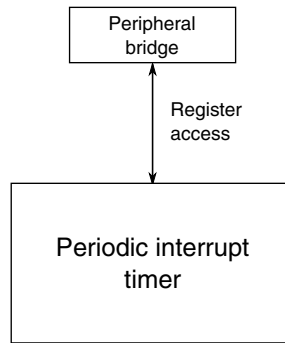 Peripheral
bridge
Register
access
Periodic interrupt
timer